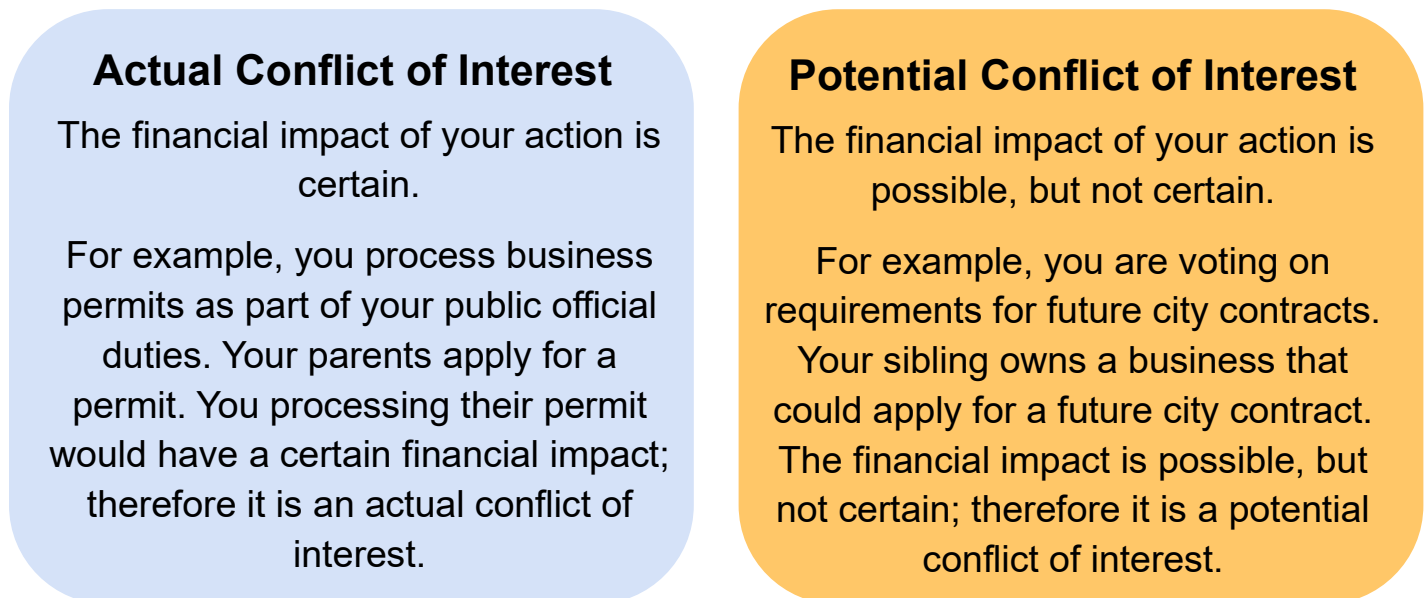 Actual Conflict of Interest
The financial impact of your action is
certain.
For example, you process business
permits as part of your public official
duties. Your parents apply for a
permit. You processing their permit
would have a certain financial impact;
therefore it is an actual conflict of
interest.
Potential Conflict of Interest
The financial impact of your action is
possible, but not certain.
For example, you are voting on
requirements for future city contracts.
Your sibling owns a business that
could apply for a future city contract.
The financial impact is possible, but
not certain; therefore it is a potential
conflict of interest.